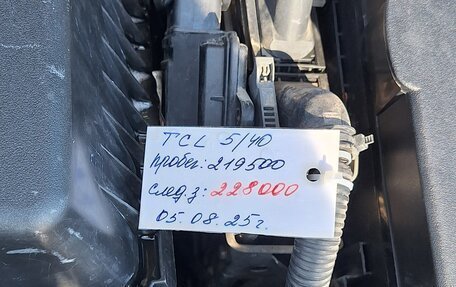 TCL 5/40
пробег: 219500
след.з: 228000
05.08.25г.